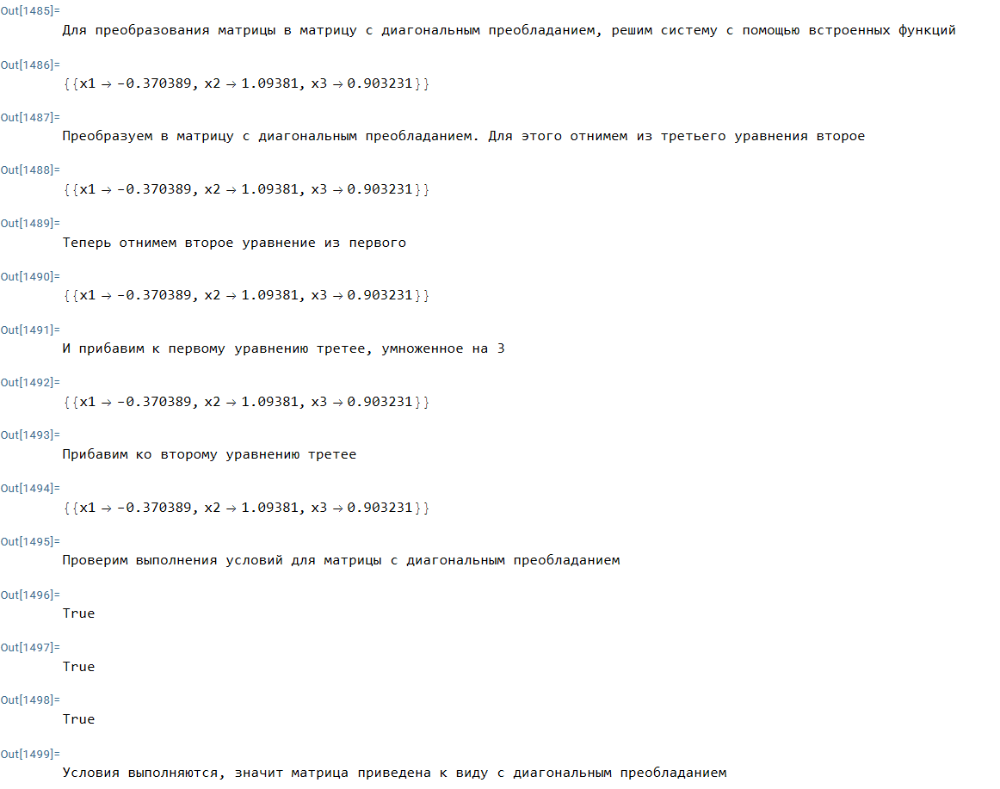 Out[1485]=
Для преобразования матрицы в матрицу с диагональным преобладанием, решим систему с помощью встроенных функций
Out[1486]=
{{x1 → -0.370389, x2 → 1.09381, x3 → 0.903231}}
Out[1487]=
Преобразуем в матрицу с диагональным преобладанием. Для этого отнимем из третьего уравнения второе
Out[1488]=
{{x1 → -0.370389, x2 → 1.09381, x3 → 0.903231}}
Out[1489]=
Теперь отнимем второе уравнение из первого
Out[1490]=
{{x1 → -0.370389, x2 → 1.09381, x3 → 0.903231}}
Out[1491]=
И прибавим к первому уравнению третее, умноженное на 3
Out[1492]=
{{x1 → -0.370389, x2 → 1.09381, x3 → 0.903231}}
Out[1493]=
Прибавим ко второму уравнению третее
Out[1494]=
{{x1 → -0.370389, x2 → 1.09381, x3 → 0.903231}}
Out[1495]=
Проверим выполнения условий для матрицы с диагональным преобладанием
Out[1496]=
True
Out[1497]=
True
Out[1498]=
True
Out[1499]=
Условия выполняются, значит матрица приведена к виду с диагональным преобладанием